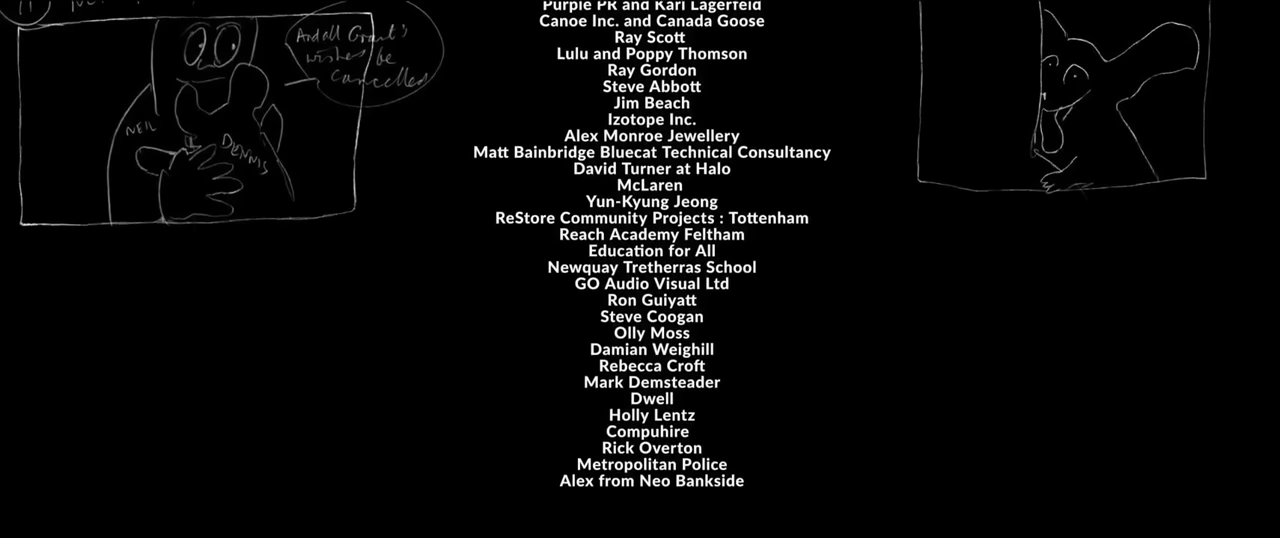 Purple PR and Karl Lagerfeld
Canoe Inc. and Canada Goose
Ray Scott
Lulu and Poppy Thomson
Ray Gordon
Steve Abbott
Jim Beach
Izotope Inc.
Alex Monroe Jewellery
Matt Bainbridge Bluecat Technical Consultancy
David Turner at Halo
McLaren
Yun-Kyung Jeong
ReStore Community Projects : Tottenham
Reach Academy Feltham
Education for All
Newquay Tretherras School
GO Audio Visual Ltd
Ron Guiyatt
Steve Coogan
Olly Moss
Damian Weighill
Rebecca Croft
Mark Demsteader
Dwell
Holly Lentz
Compuhire
Rick Overton
Metropolitan Police
Alex from Neo Bankside
11
Grant's
wishes be
cancelled
NEIL
DENNIS